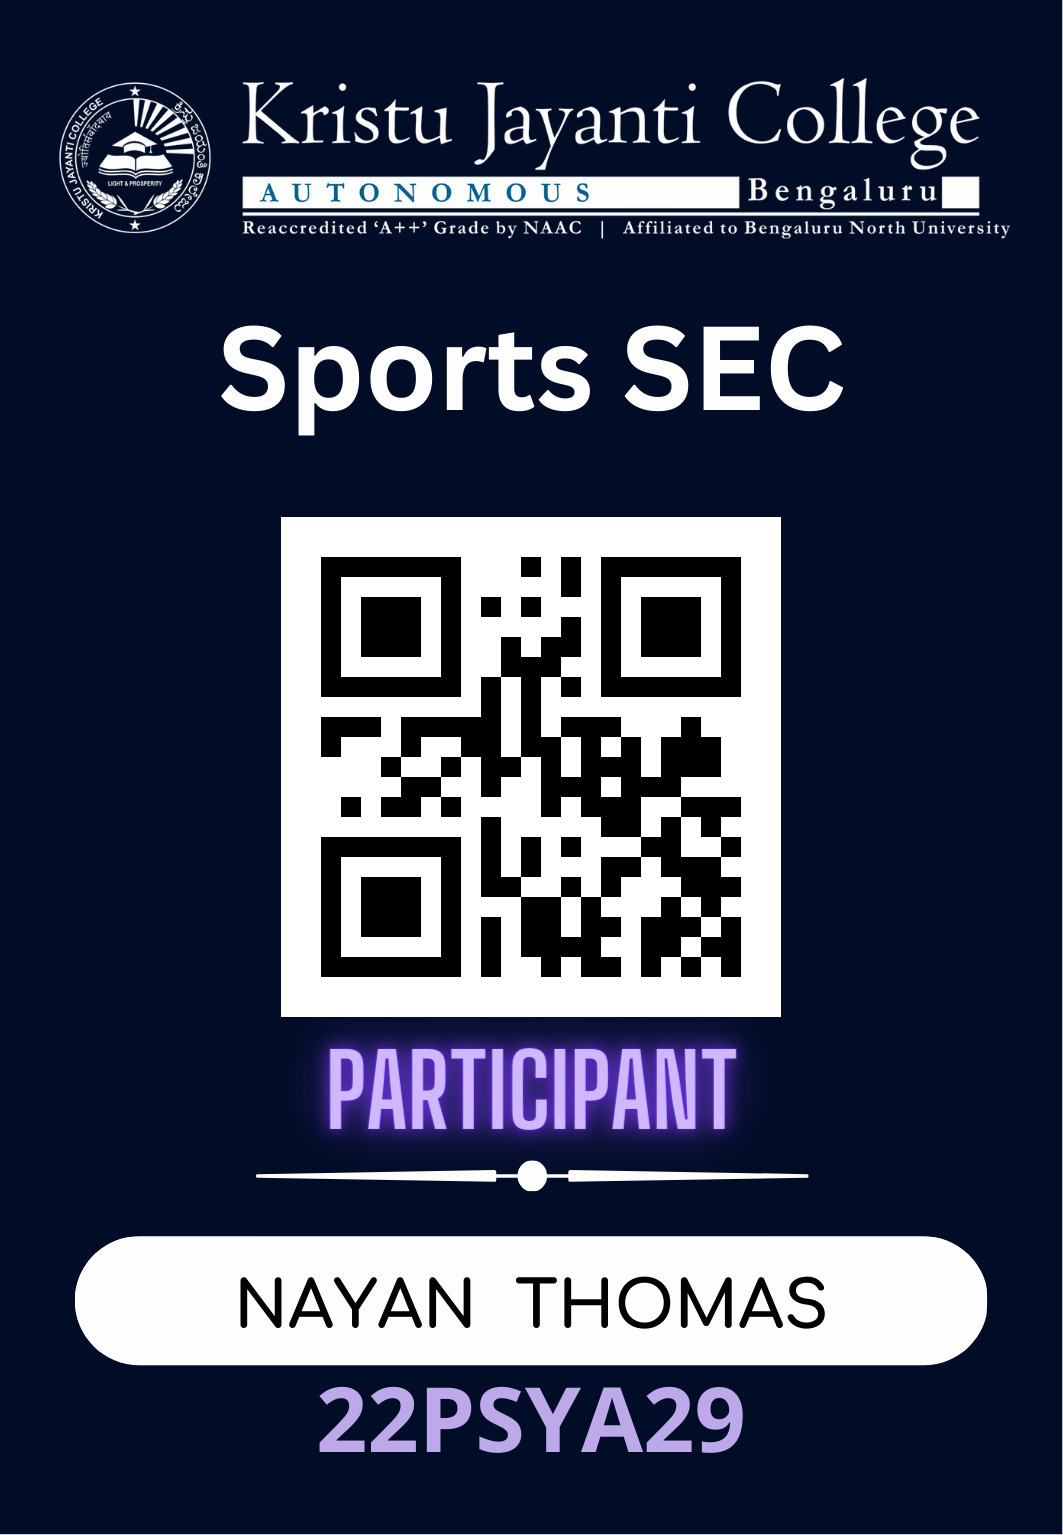 KRISTU JAYANTI COLLEGE
ಕ್ರಿಸ್ತು ಜಯಂತಿ ಕಾಲೇಜು
LIGHT & PROSPERITY
Kristu Jayanti College
AUTONOMOUS Bengaluru
Reaccredited ‘A++’ Grade by NAAC | Affiliated to Bengaluru North University
Sports SEC
PARTICIPANT
NAYAN THOMAS
22PSYA29